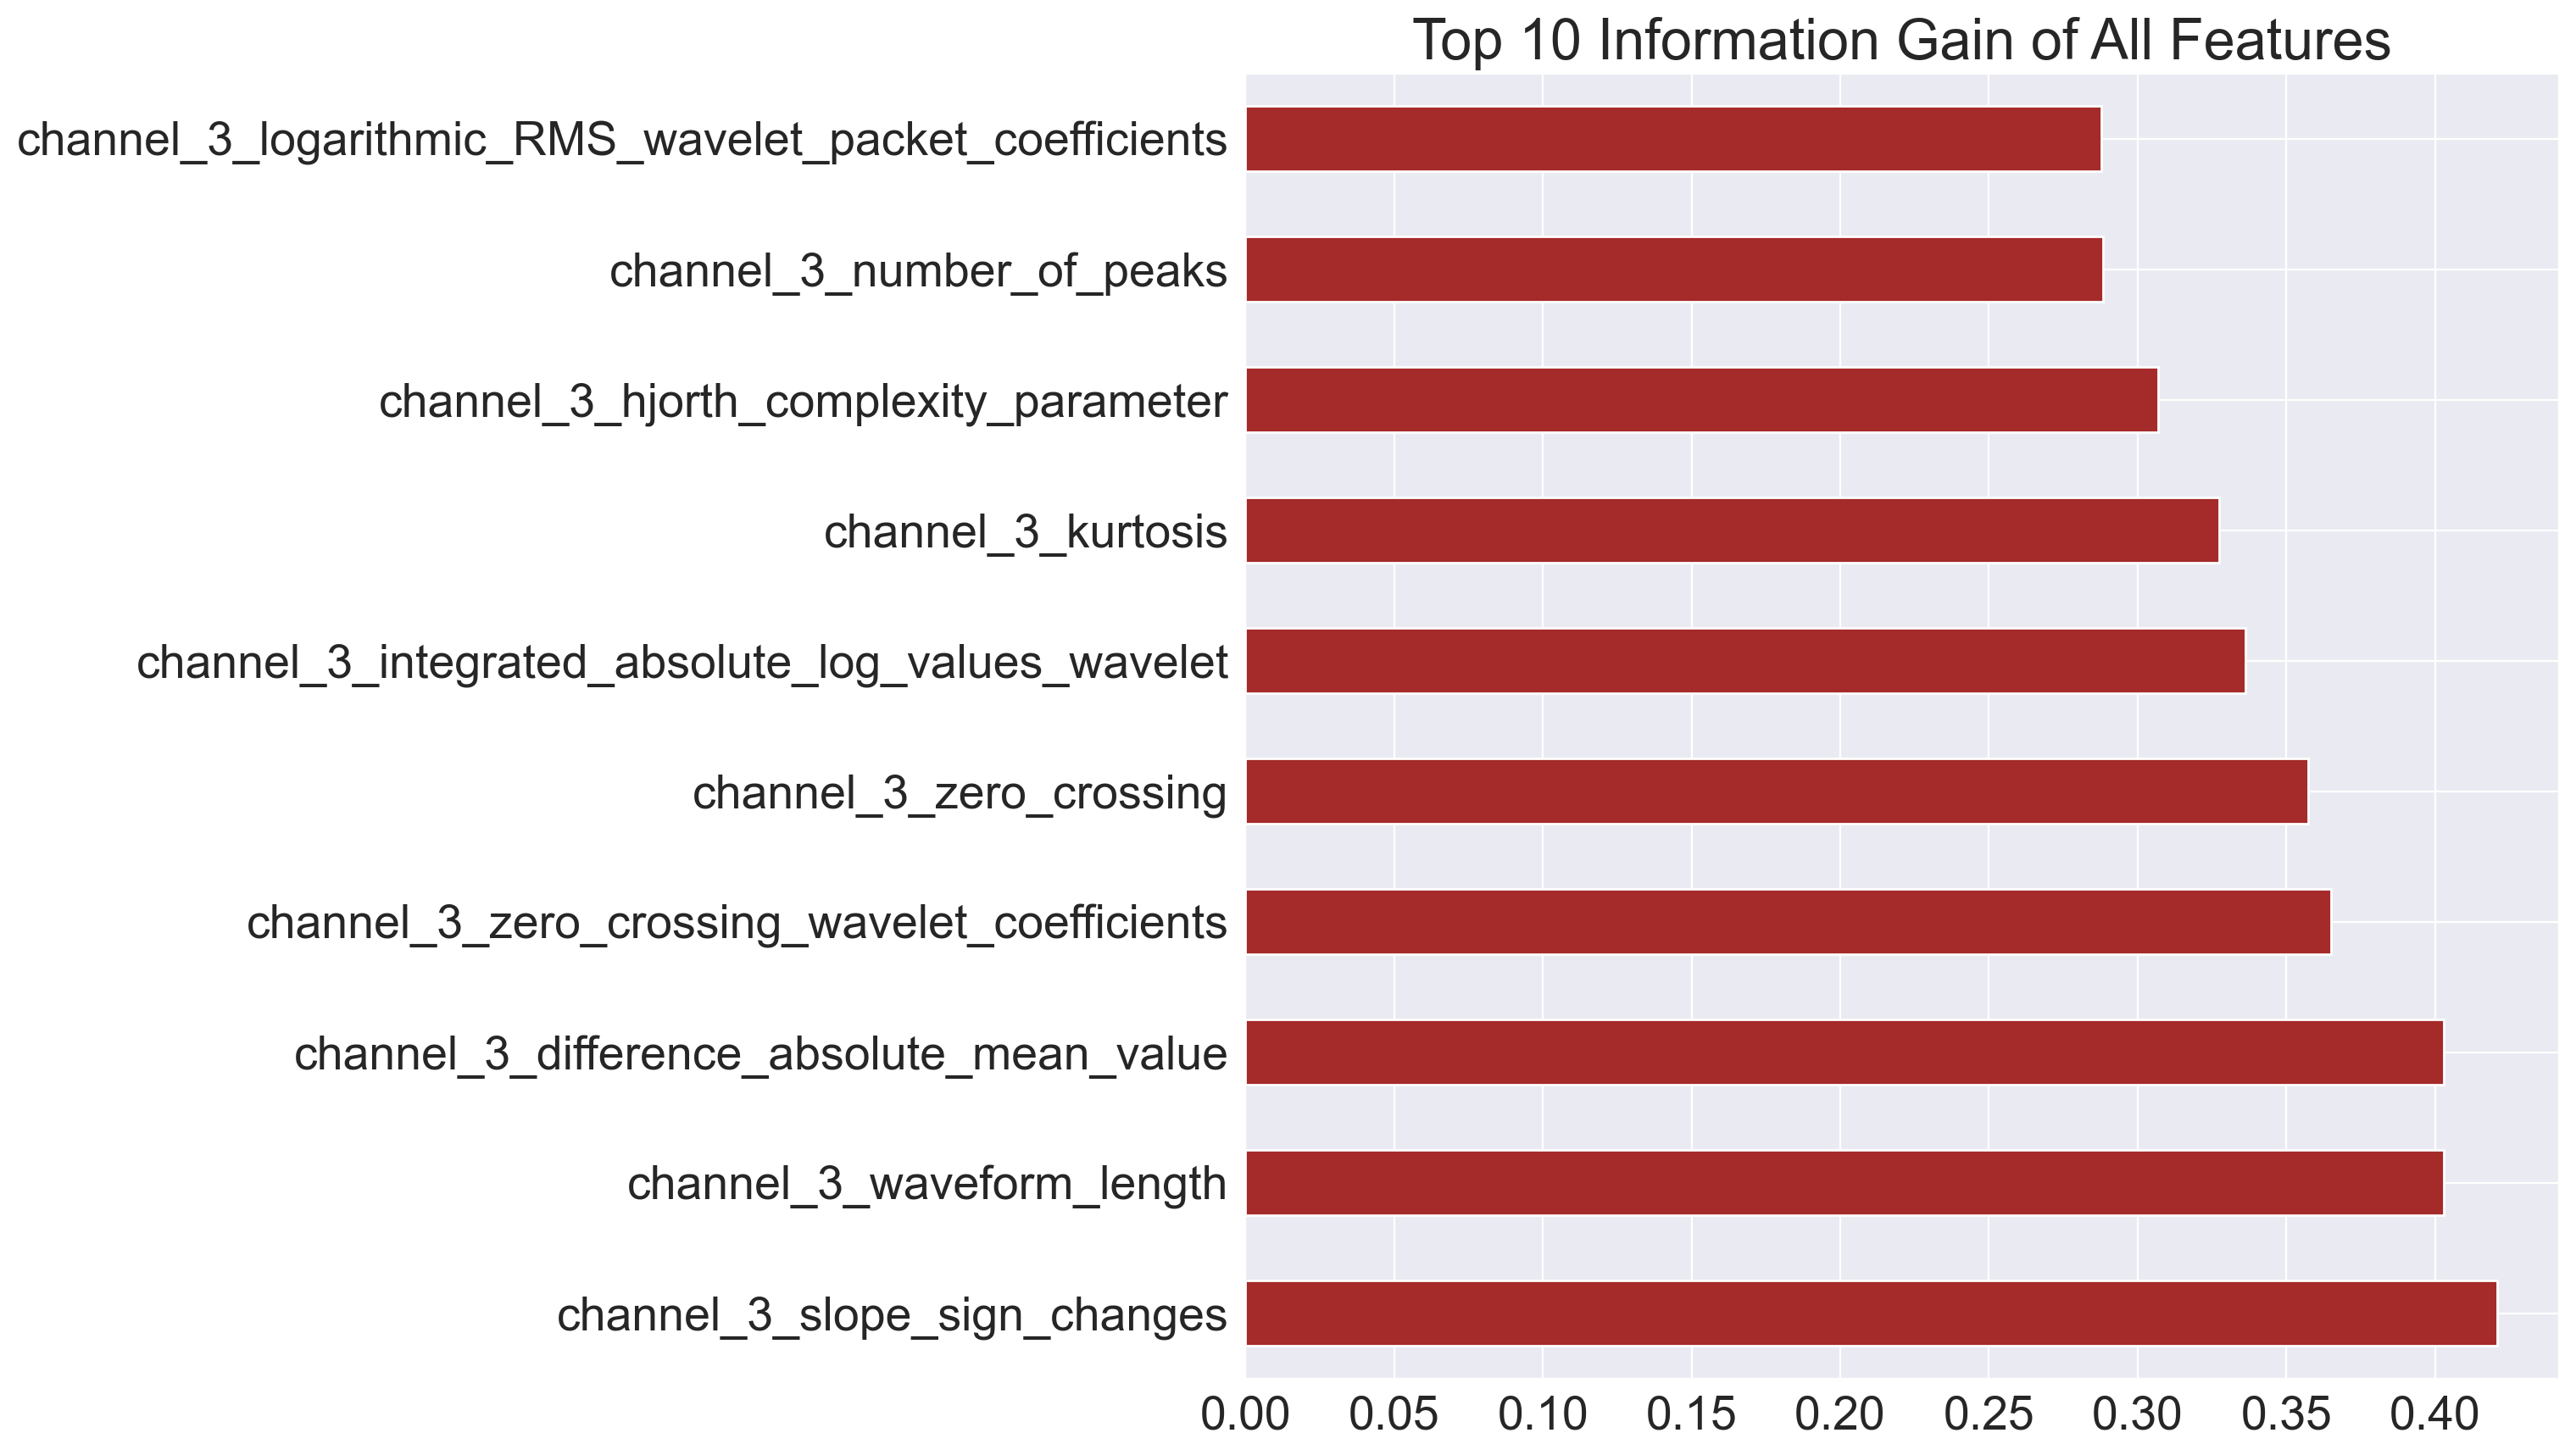 Top 10 Information Gain of All Features
channel_3_logarithmic_RMS_wavelet_packet_coefficients
channel_3_number_of_peaks
channel_3_hjorth_complexity_parameter
channel_3_kurtosis
channel_3_integrated_absolute_log_values_wavelet
channel_3_zero_crossing
channel_3_zero_crossing_wavelet_coefficients
channel_3_difference_absolute_mean_value
channel_3_waveform_length
channel_3_slope_sign_changes
0.00 0.05 0.10 0.15 0.20 0.25 0.30 0.35 0.40